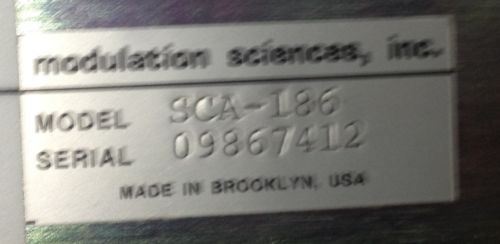 modulation sciences, inc.
MODEL SCA-186
SERIAL 09867412
MADE IN BROOKLYN, USA